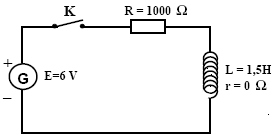 K
R = 1000 Ω
+
G
E=6 V
–
L = 1,5H
r = 0 Ω